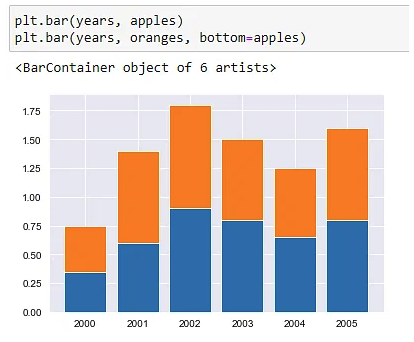 plt.bar(years, apples)
plt.bar(years, oranges, bottom=apples)
<BarContainer object of 6 artists>
1.75
1.50
1.25
1.00
0.75
0.50
0.25
0.00
2000 2001 2002 2003 2004 2005